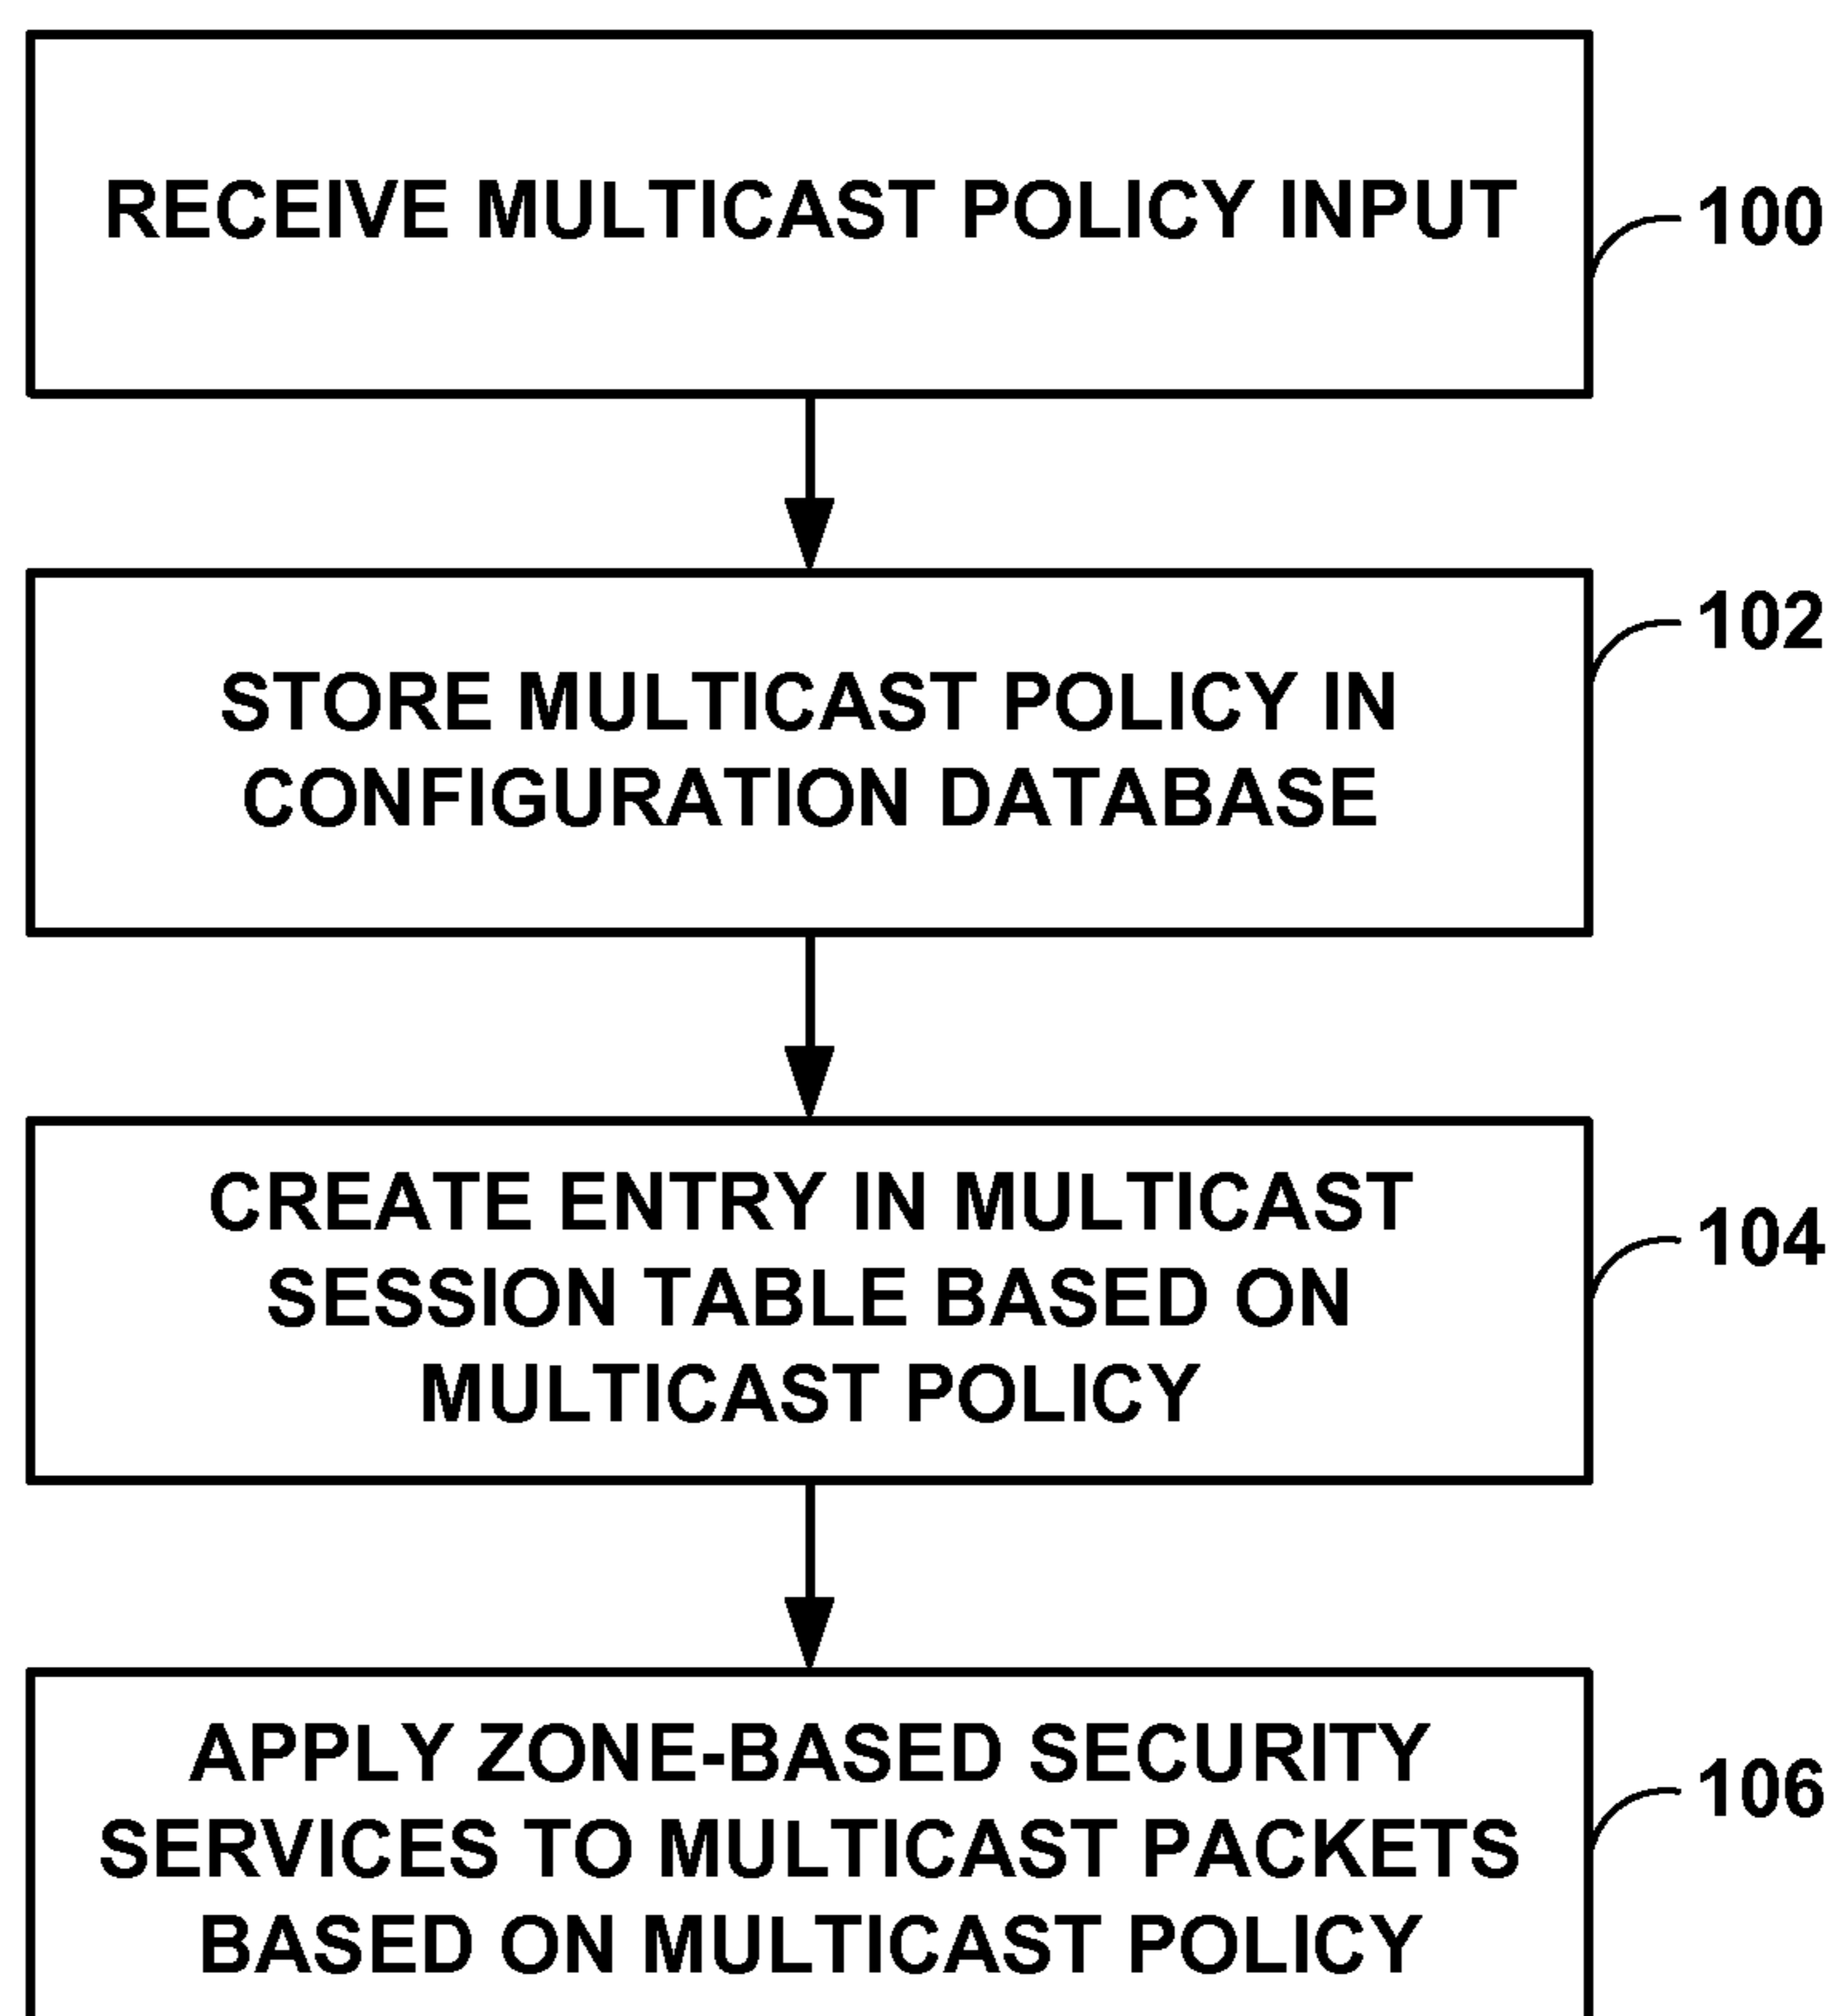 RECEIVE MULTICAST POLICY INPUT
100
STORE MULTICAST POLICY IN
CONFIGURATION DATABASE
102
CREATE ENTRY IN MULTICAST
SESSION TABLE BASED ON
MULTICAST POLICY
104
APPLY ZONE-BASED SECURITY
SERVICES TO MULTICAST PACKETS
BASED ON MULTICAST POLICY
106